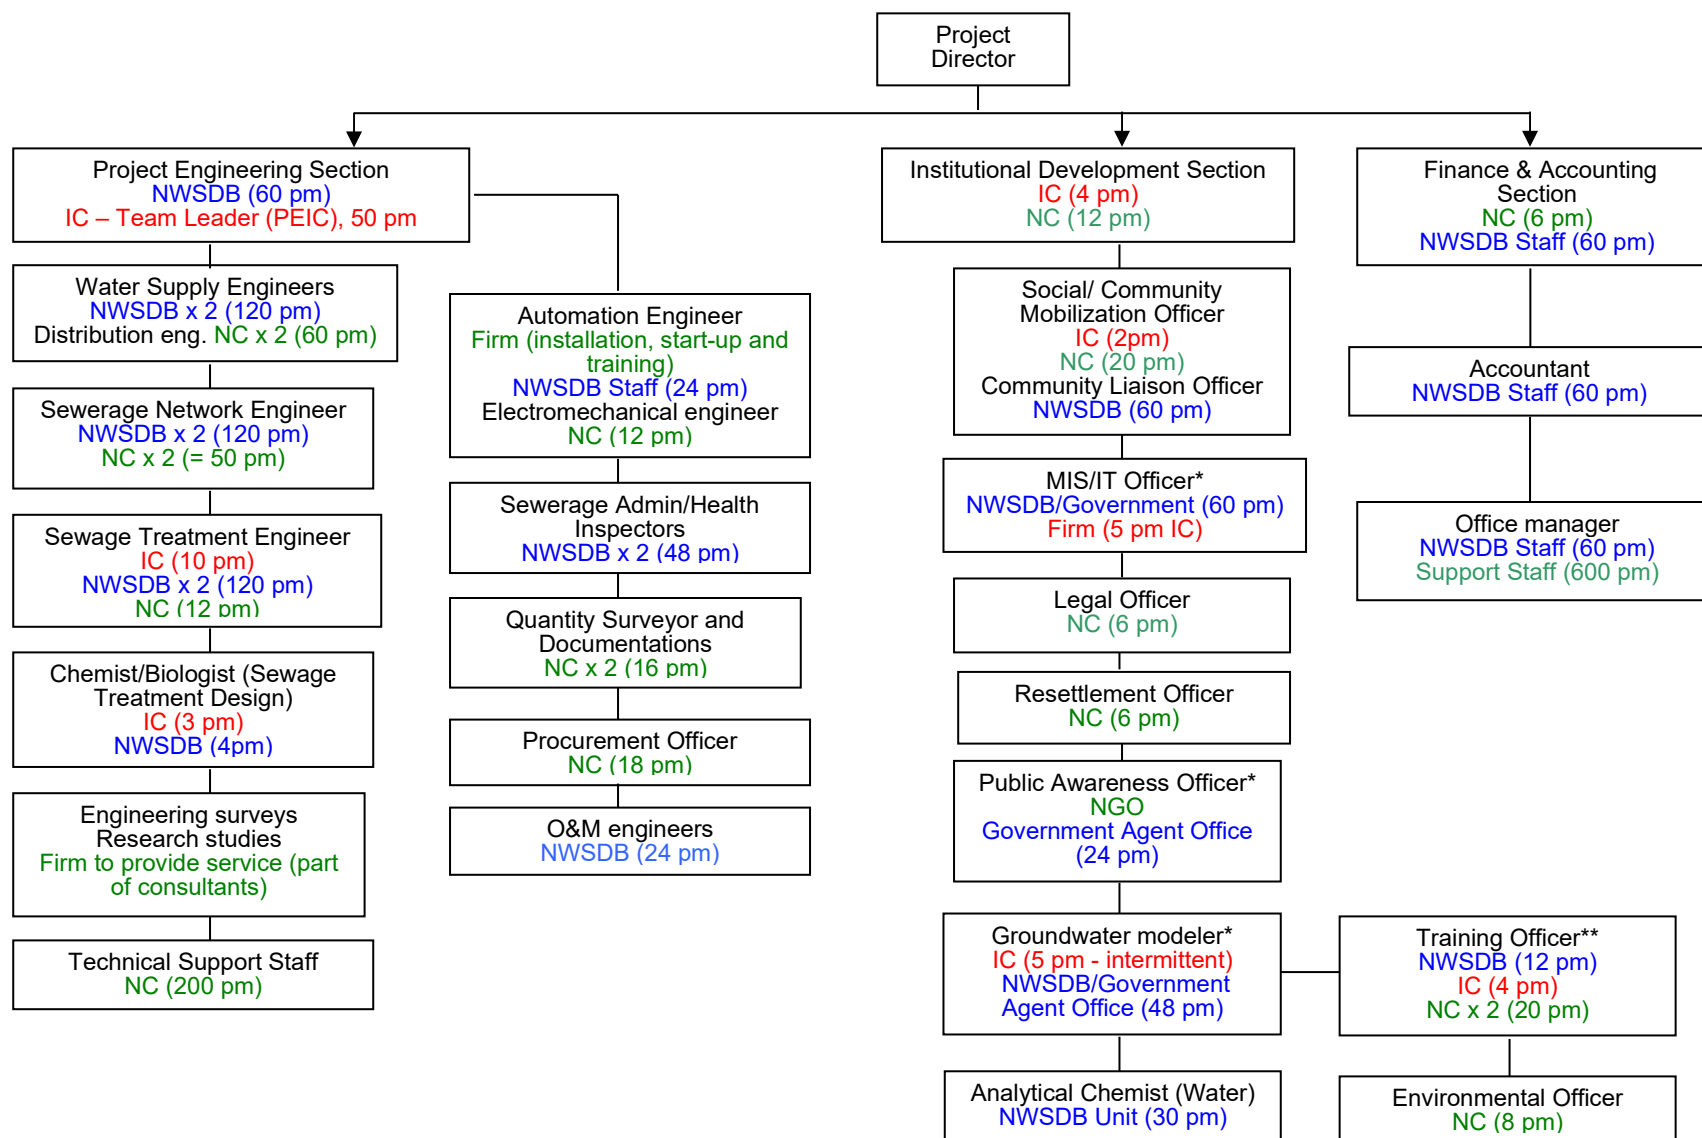 Project
Director
Project Engineering Section
NWSDB (60 pm)
IC – Team Leader (PEIC), 50 pm
Water Supply Engineers
NWSDB x 2 (120 pm)
Distribution eng. NC x 2 (60 pm)
Sewerage Network Engineer
NWSDB x 2 (120 pm)
NC x 2 (= 50 pm)
Sewage Treatment Engineer
IC (10 pm)
NWSDB x 2 (120 pm)
NC (12 pm)
Chemist/Biologist (Sewage
Treatment Design)
IC (3 pm)
NWSDB (4pm)
Engineering surveys
Research studies
Firm to provide service (part
of consultants)
Technical Support Staff
NC (200 pm)
Automation Engineer
Firm (installation, start-up and
training)
NWSDB Staff (24 pm)
Electromechanical engineer
NC (12 pm)
Sewerage Admin/Health
Inspectors
NWSDB x 2 (48 pm)
Quantity Surveyor and
Documentations
NC x 2 (16 pm)
Procurement Officer
NC (18 pm)
O&M engineers
NWSDB (24 pm)
Institutional Development Section
IC (4 pm)
NC (12 pm)
Social/ Community
Mobilization Officer
IC (2pm)
NC (20 pm)
Community Liaison Officer
NWSDB (60 pm)
MIS/IT Officer*
NWSDB/Government (60 pm)
Firm (5 pm IC)
Legal Officer
NC (6 pm)
Resettlement Officer
NC (6 pm)
Public Awareness Officer*
NGO
Government Agent Office
(24 pm)
Groundwater modeler*
IC (5 pm - intermittent)
NWSDB/Government
Agent Office (48 pm)
Analytical Chemist (Water)
NWSDB Unit (30 pm)
Training Officer**
NWSDB (12 pm)
IC (4 pm)
NC x 2 (20 pm)
Environmental Officer
NC (8 pm)
Finance & Accounting
Section
NC (6 pm)
NWSDB Staff (60 pm)
Accountant
NWSDB Staff (60 pm)
Office manager
NWSDB Staff (60 pm)
Support Staff (600 pm)